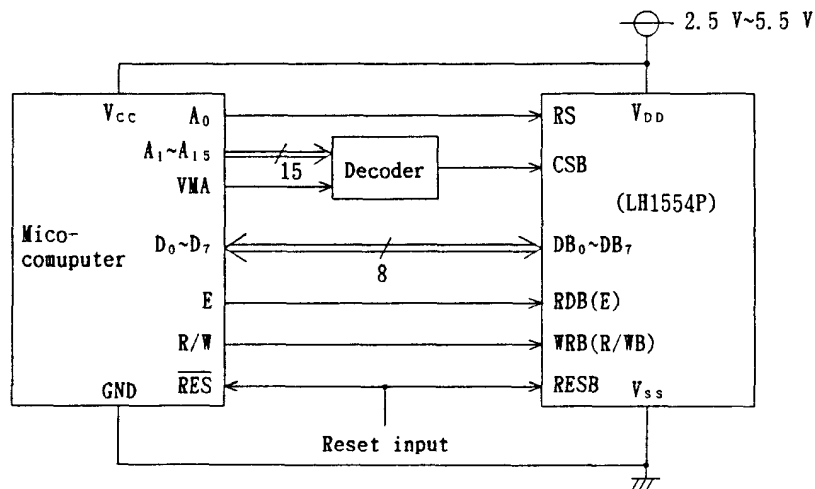 2.5 V~5.5 V
VCC
A0
RS
VDD
A1~A15
15
Decoder
CSB
VMA
(LH1554P)
Mico-
comuputer
D0~D7
8
DB0~DB7
E
RDB(E)
R/W
WRB(R/WB)
GND
RES
RESB
VSS
Reset input